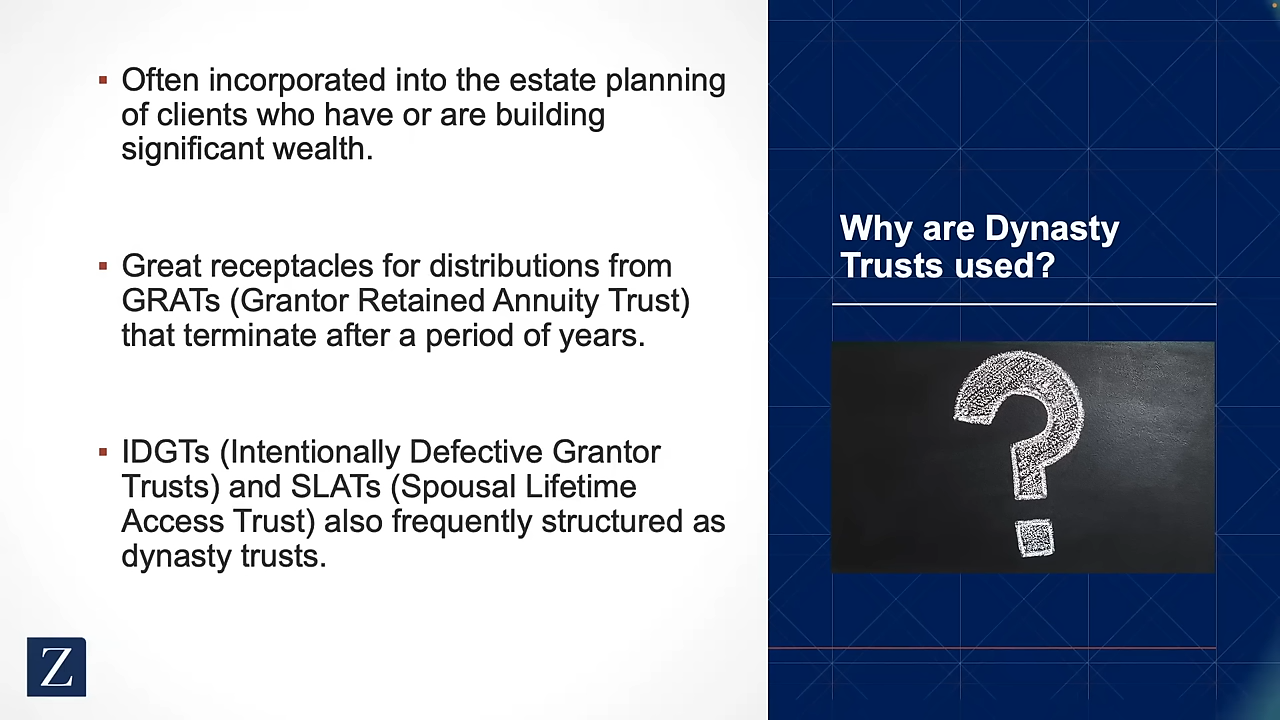 ▪ Often incorporated into the estate planning
of clients who have or are building
significant wealth.
▪ Great receptacles for distributions from
GRATs (Grantor Retained Annuity Trust)
that terminate after a period of years.
▪ IDGTs (Intentionally Defective Grantor
Trusts) and SLATs (Spousal Lifetime
Access Trust) also frequently structured as
dynasty trusts.
Z
Why are Dynasty
Trusts used?
?